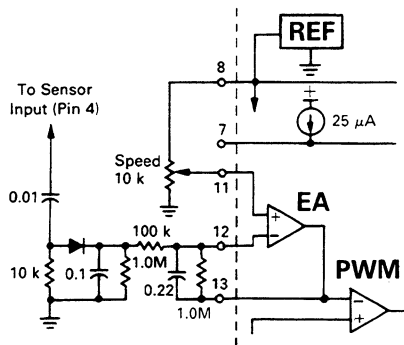 REF
8
To Sensor
Input (Pin 4)
+
25 μA
7
Speed
10 k
11
0.01
EA
+
−
100 k
12
PWM
10 k
0.1
1.0M
0.22
13
1.0M
−
+